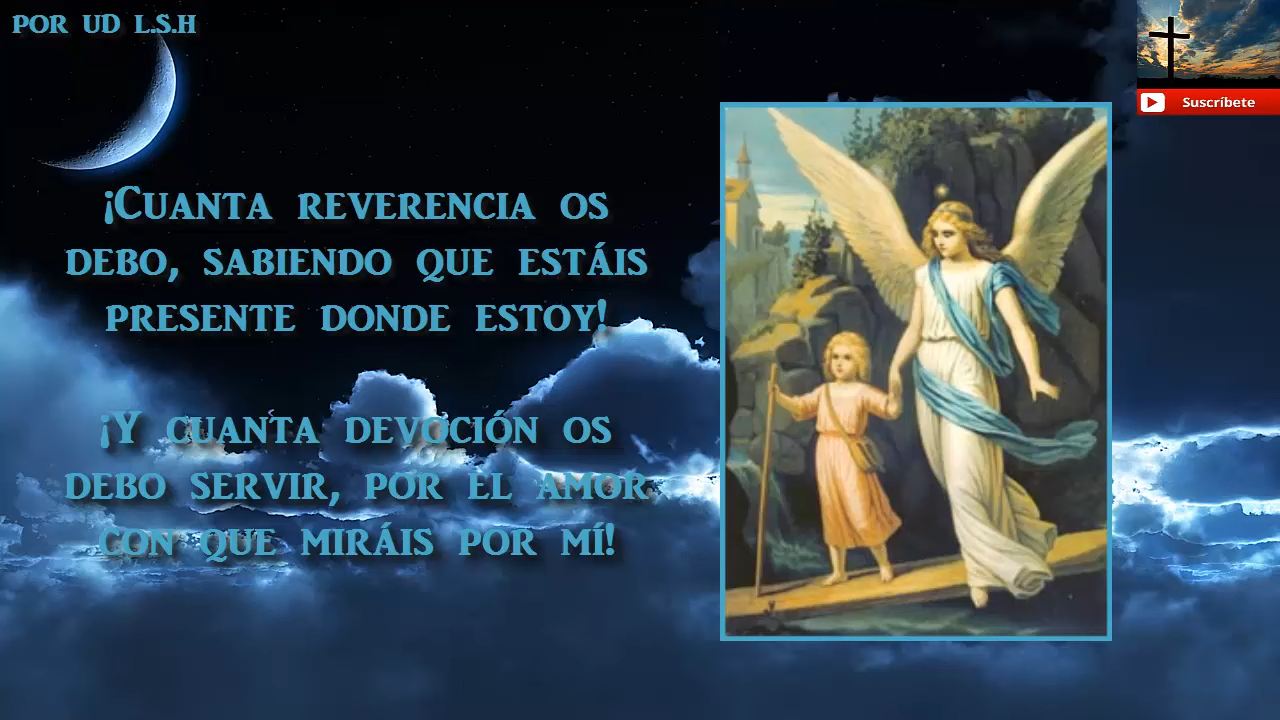 POR UD L.S.H
Suscríbete
¡CUANTA REVERENCIA OS
DEBO, SABIENDO QUE ESTÁIS
PRESENTE DONDE ESTOY!
¡Y CUANTA DEVOCIÓN OS
DEBO SERVIR, POR EL AMOR
CON QUE MIRÁIS POR MÍ!